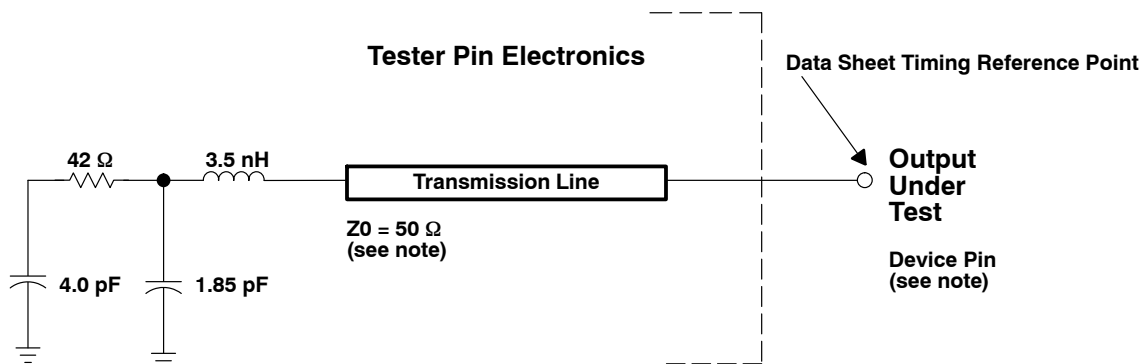 Tester Pin Electronics
Data Sheet Timing Reference Point
42 Ω
3.5 nH
Transmission Line
Output
Under
Test
Z0 = 50 Ω
(see note)
Device Pin
(see note)
4.0 pF
1.85 pF